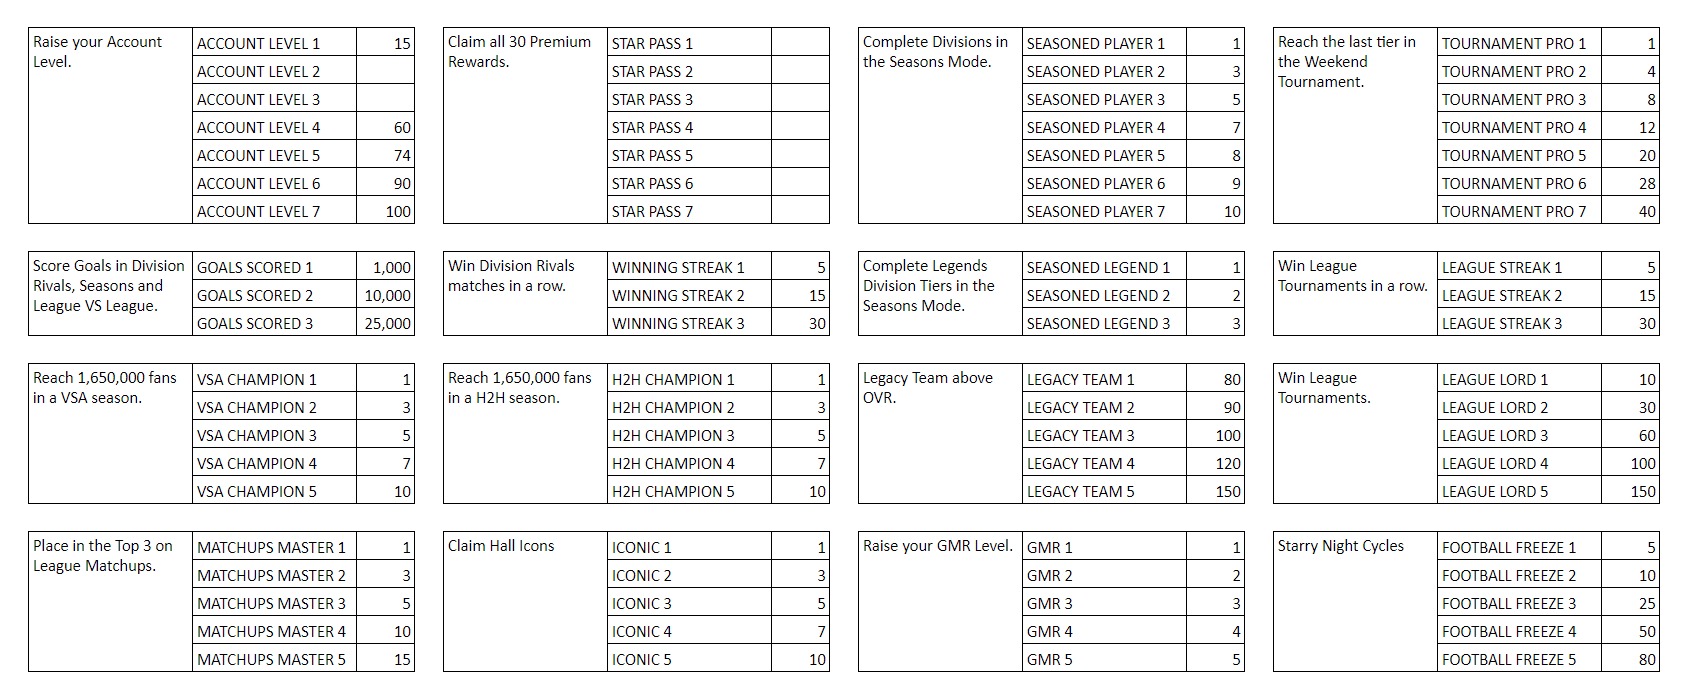 Raise your Account
Level.
ACCOUNT LEVEL 1 15
ACCOUNT LEVEL 2
ACCOUNT LEVEL 3
ACCOUNT LEVEL 4 60
ACCOUNT LEVEL 5 74
ACCOUNT LEVEL 6 90
ACCOUNT LEVEL 7 100
Claim all 30 Premium
Rewards.
STAR PASS 1
STAR PASS 2
STAR PASS 3
STAR PASS 4
STAR PASS 5
STAR PASS 6
STAR PASS 7
Complete Divisions in
the Seasons Mode.
SEASONED PLAYER 1 1
SEASONED PLAYER 2 3
SEASONED PLAYER 3 5
SEASONED PLAYER 4 7
SEASONED PLAYER 5 8
SEASONED PLAYER 6 9
SEASONED PLAYER 7 10
Reach the last tier in
the Weekend
Tournament.
TOURNAMENT PRO 1 1
TOURNAMENT PRO 2 4
TOURNAMENT PRO 3 8
TOURNAMENT PRO 4 12
TOURNAMENT PRO 5 20
TOURNAMENT PRO 6 28
TOURNAMENT PRO 7 40
Score Goals in Division
Rivals, Seasons and
League VS League.
GOALS SCORED 1 1,000
GOALS SCORED 2 10,000
GOALS SCORED 3 25,000
Win Division Rivals
matches in a row.
WINNING STREAK 1 5
WINNING STREAK 2 15
WINNING STREAK 3 30
Complete Legends
Division Tiers in the
Seasons Mode.
SEASONED LEGEND 1 1
SEASONED LEGEND 2 2
SEASONED LEGEND 3 3
Win League
Tournaments in a row.
LEAGUE STREAK 1 5
LEAGUE STREAK 2 15
LEAGUE STREAK 3 30
Reach 1,650,000 fans
in a VSA season.
VSA CHAMPION 1 1
VSA CHAMPION 2 3
VSA CHAMPION 3 5
VSA CHAMPION 4 7
VSA CHAMPION 5 10
Reach 1,650,000 fans
in a H2H season.
H2H CHAMPION 1 1
H2H CHAMPION 2 3
H2H CHAMPION 3 5
H2H CHAMPION 4 7
H2H CHAMPION 5 10
Legacy Team above
OVR.
LEGACY TEAM 1 80
LEGACY TEAM 2 90
LEGACY TEAM 3 100
LEGACY TEAM 4 120
LEGACY TEAM 5 150
Win League
Tournaments.
LEAGUE LORD 1 10
LEAGUE LORD 2 30
LEAGUE LORD 3 60
LEAGUE LORD 4 100
LEAGUE LORD 5 150
Place in the Top 3 on
League Matchups.
MATCHUPS MASTER 1 1
MATCHUPS MASTER 2 3
MATCHUPS MASTER 3 5
MATCHUPS MASTER 4 10
MATCHUPS MASTER 5 15
Claim Hall Icons
ICONIC 1 1
ICONIC 2 3
ICONIC 3 5
ICONIC 4 7
ICONIC 5 10
Raise your GMR Level.
GMR 1 1
GMR 2 2
GMR 3 3
GMR 4 4
GMR 5 5
Starry Night Cycles
FOOTBALL FREEZE 1 5
FOOTBALL FREEZE 2 10
FOOTBALL FREEZE 3 25
FOOTBALL FREEZE 4 50
FOOTBALL FREEZE 5 80